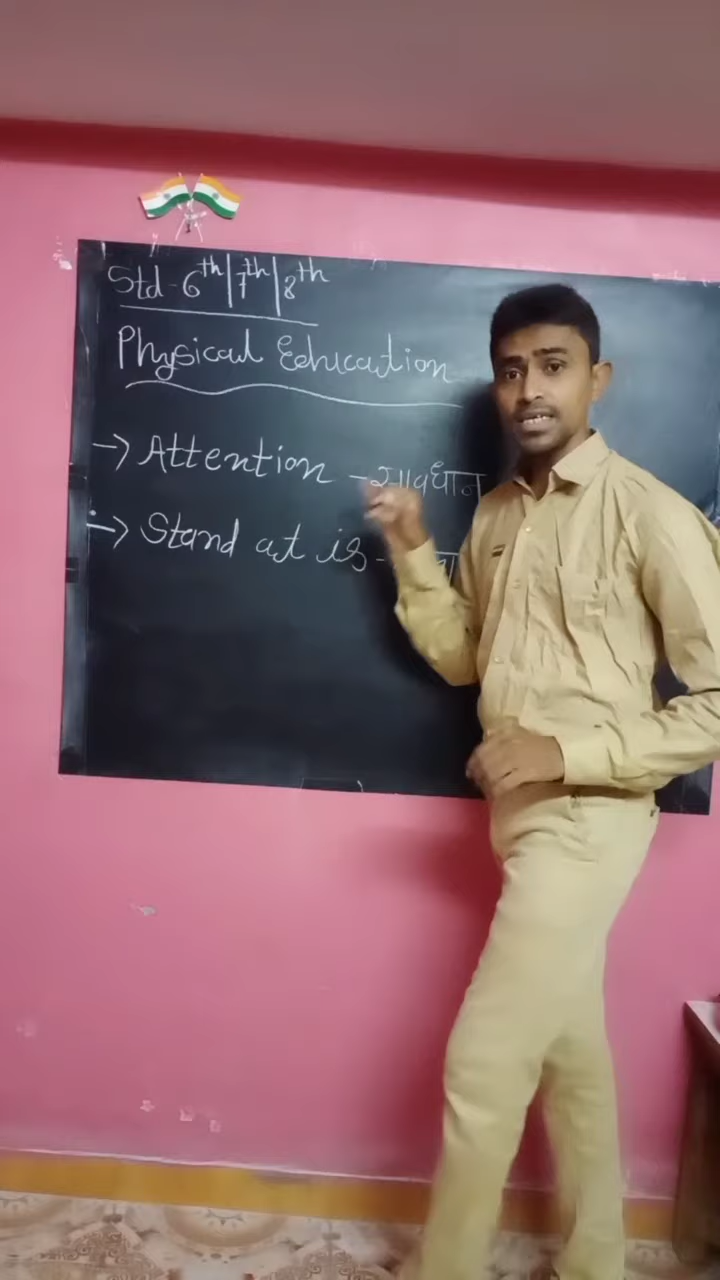 Std - 6th | 7th | 8th
Physical Education
→ Attention - सावधान
→ Stand at is -